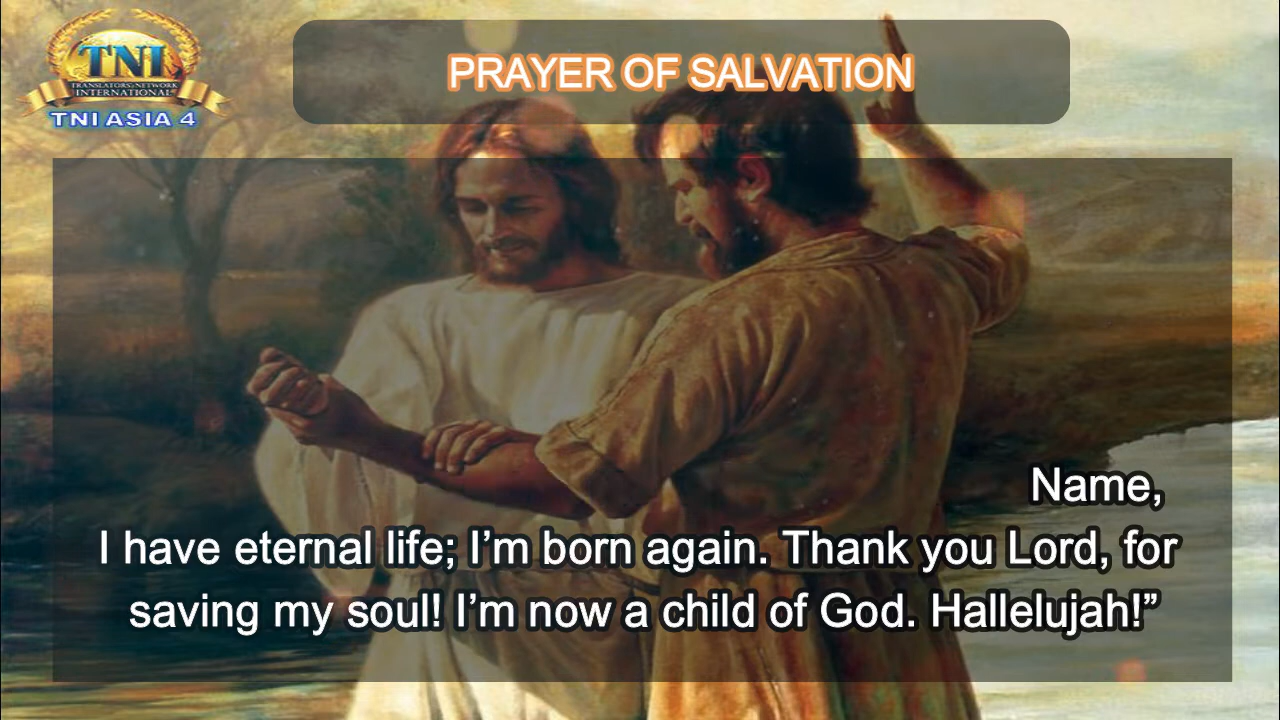 TNI
TRANSLATORS NETWORK
INTERNATIONAL
TNI ASIA 4
PRAYER OF SALVATION
Name,
I have eternal life; I’m born again. Thank you Lord, for
saving my soul! I’m now a child of God. Hallelujah!”